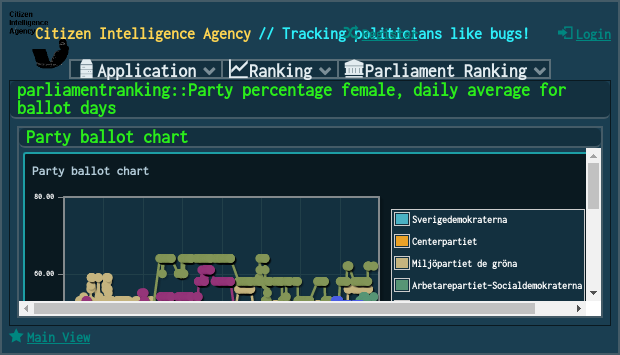 Citizen
Intelligence
Agency
Citizen Intelligence Agency // Tracking politicians like bugs!
Register
Login
Application
Ranking
Parliament Ranking
parliamentranking::Party percentage female, daily average for
ballot days
Party ballot chart
Party ballot chart
80.00
60.00
Sverigedemokraterna
Centerpartiet
Miljöpartiet de gröna
Arbetarepartiet-Socialdemokraterna
Main View